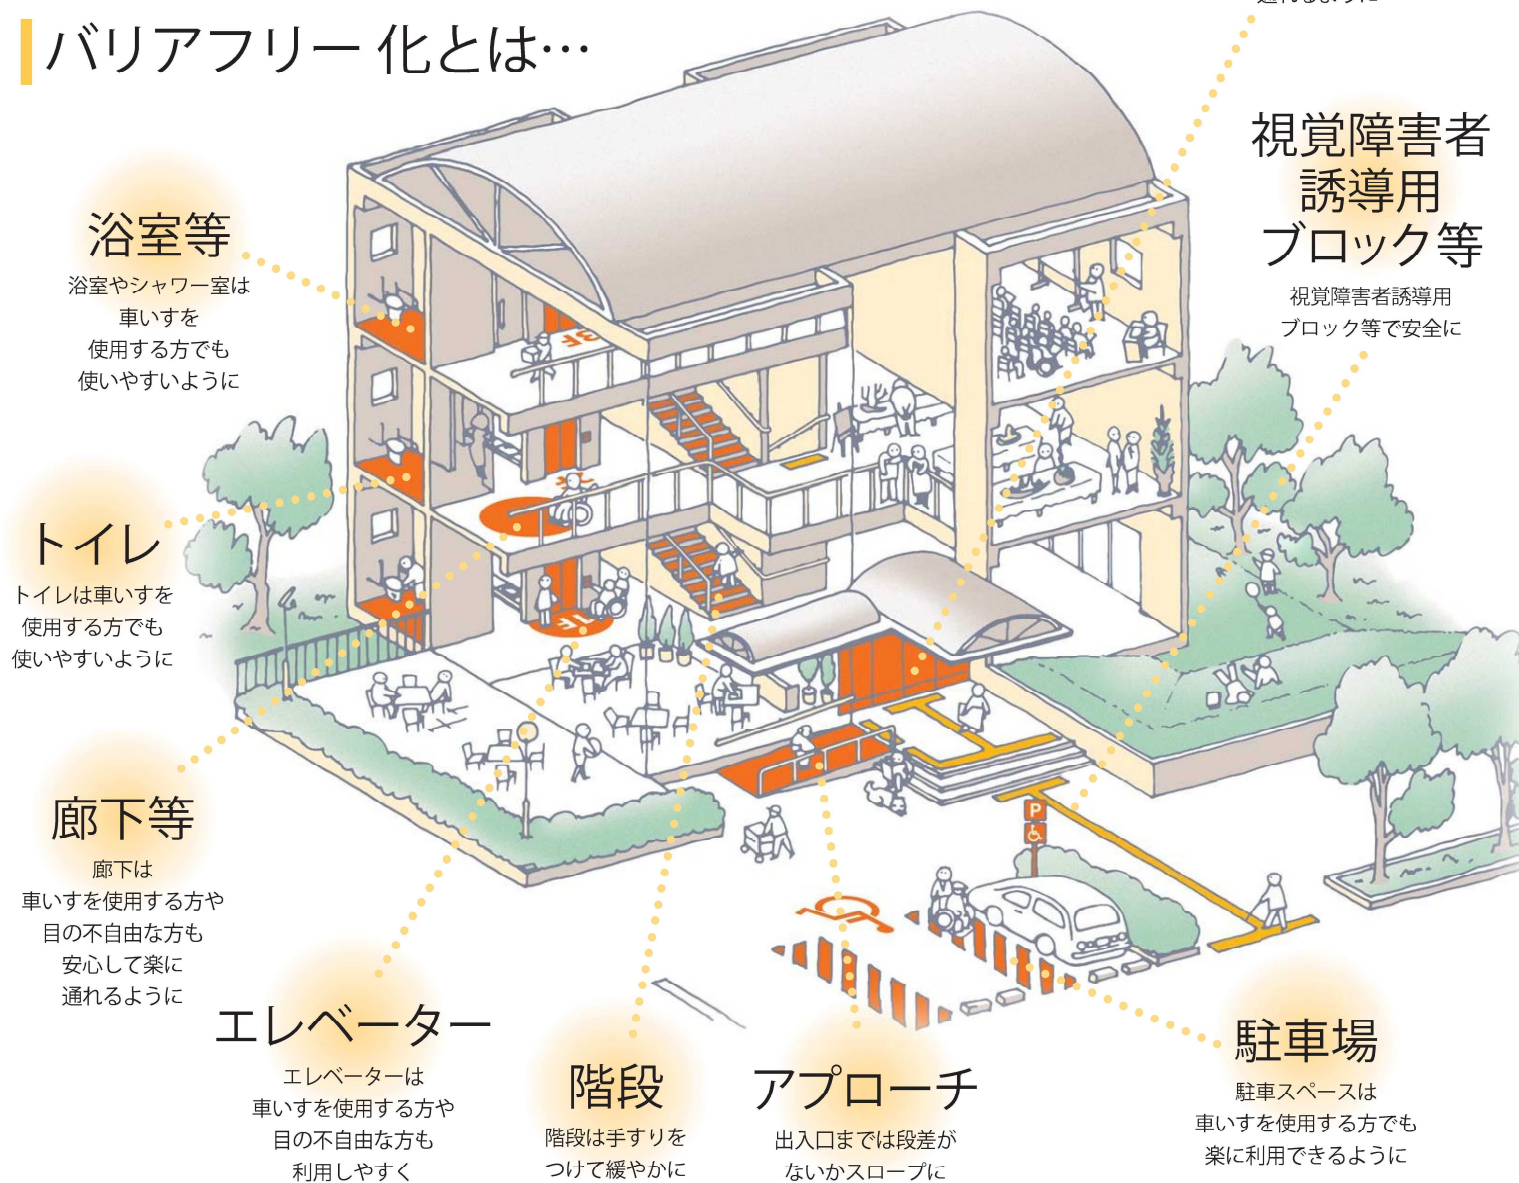 通れるように
バリアフリー 化とは…
視覚障害者
誘導用
ブロック等
視覚障害者誘導用
ブロック等で安全に
浴室等
浴室やシャワー室は
車いすを
使用する方でも
使いやすいように
3F
トイレ
トイレは車いすを
使用する方でも
使いやすいように
1F
廊下等
廊下は
車いすを使用する方や
目の不自由な方も
安心して楽に
通れるように
P
エレベーター
エレベーターは
車いすを使用する方や
目の不自由な方も
利用しやすく
階段
階段は手すりを
つけて緩やかに
アプローチ
出入口までは段差が
ないかスロープに
駐車場
駐車スペースは
車いすを使用する方でも
楽に利用できるように